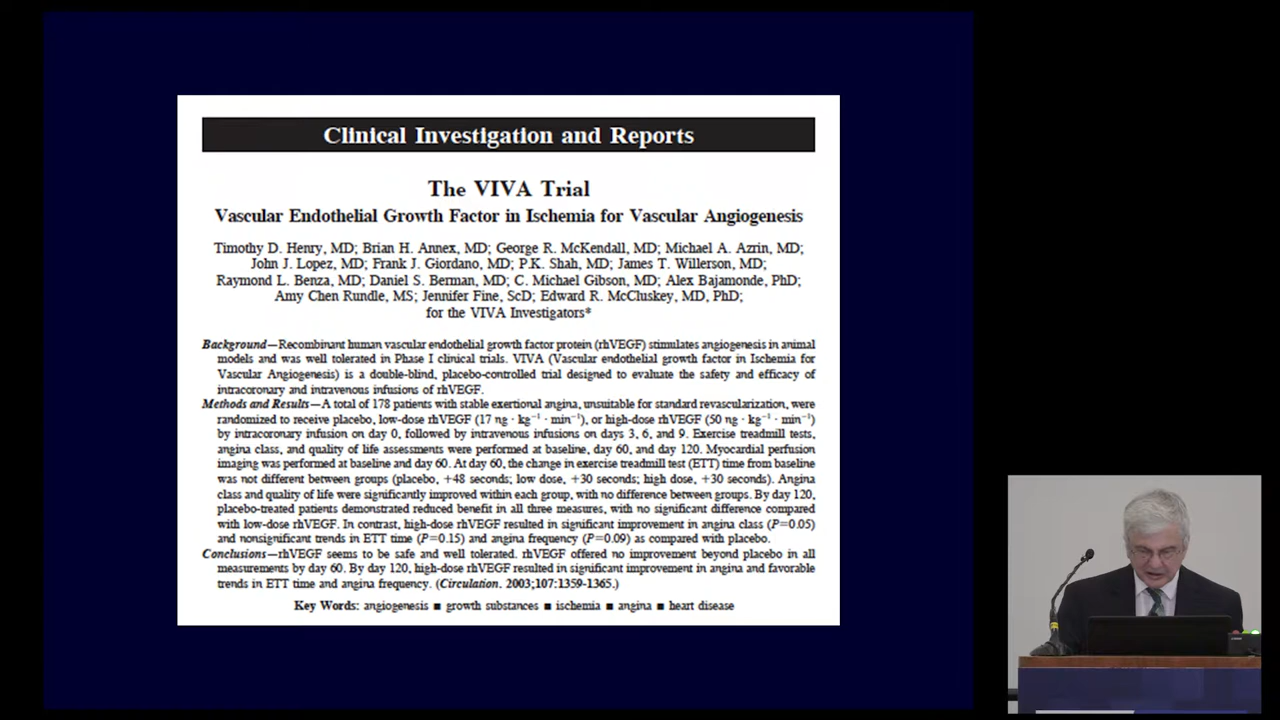 Clinical Investigation and Reports
The VIVA Trial
Vascular Endothelial Growth Factor in Ischemia for Vascular Angiogenesis
Timothy D. Henry, MD; Brian H. Annex, MD; George R. McKendall, MD; Michael A. Azrin, MD;
John J. Lopez, MD; Frank J. Giordano, MD; P.K. Shah, MD; James T. Willerson, MD;
Raymond L. Benza, MD; Daniel S. Berman, MD; C. Michael Gibson, MD; Alex Bajamonde, PhD;
Amy Chen Rundle, MS; Jennifer Fine, ScD; Edward R. McCluskey, MD, PhD;
for the VIVA Investigators*
Background—Recombinant human vascular endothelial growth factor protein (rhVEGF) stimulates angiogenesis in animal
models and was well tolerated in Phase I clinical trials. VIVA (Vascular endothelial growth factor in Ischemia for
Vascular Angiogenesis) is a double-blind, placebo-controlled trial designed to evaluate the safety and efficacy of
intracoronary and intravenous infusions of rhVEGF.
Methods and Results—A total of 178 patients with stable exertional angina, unsuitable for standard revascularization, were
randomized to receive placebo, low-dose rhVEGF (17 ng · kg⁻¹ · min⁻¹), or high-dose rhVEGF (50 ng · kg⁻¹ · min⁻¹)
by intracoronary infusion on day 0, followed by intravenous infusions on days 3, 6, and 9. Exercise treadmill tests,
angina class, and quality of life assessments were performed at baseline, day 60, and day 120. Myocardial perfusion
imaging was performed at baseline and day 60. At day 60, the change in exercise treadmill test (ETT) time from baseline
was not different between groups (placebo, +48 seconds; low dose, +30 seconds; high dose, +30 seconds). Angina
class and quality of life were significantly improved within each group, with no difference between groups. By day 120,
placebo-treated patients demonstrated reduced benefit in all three measures, with no significant difference compared
with low-dose rhVEGF. In contrast, high-dose rhVEGF resulted in significant improvement in angina class (P=0.05)
and nonsignificant trends in ETT time (P=0.15) and angina frequency (P=0.09) as compared with placebo.
Conclusions—rhVEGF seems to be safe and well tolerated. rhVEGF offered no improvement beyond placebo in all
measurements by day 60. By day 120, high-dose rhVEGF resulted in significant improvement in angina and favorable
trends in ETT time and angina frequency. (Circulation. 2003;107:1359-1365.)
Key Words: angiogenesis ■ growth substances ■ ischemia ■ angina ■ heart disease